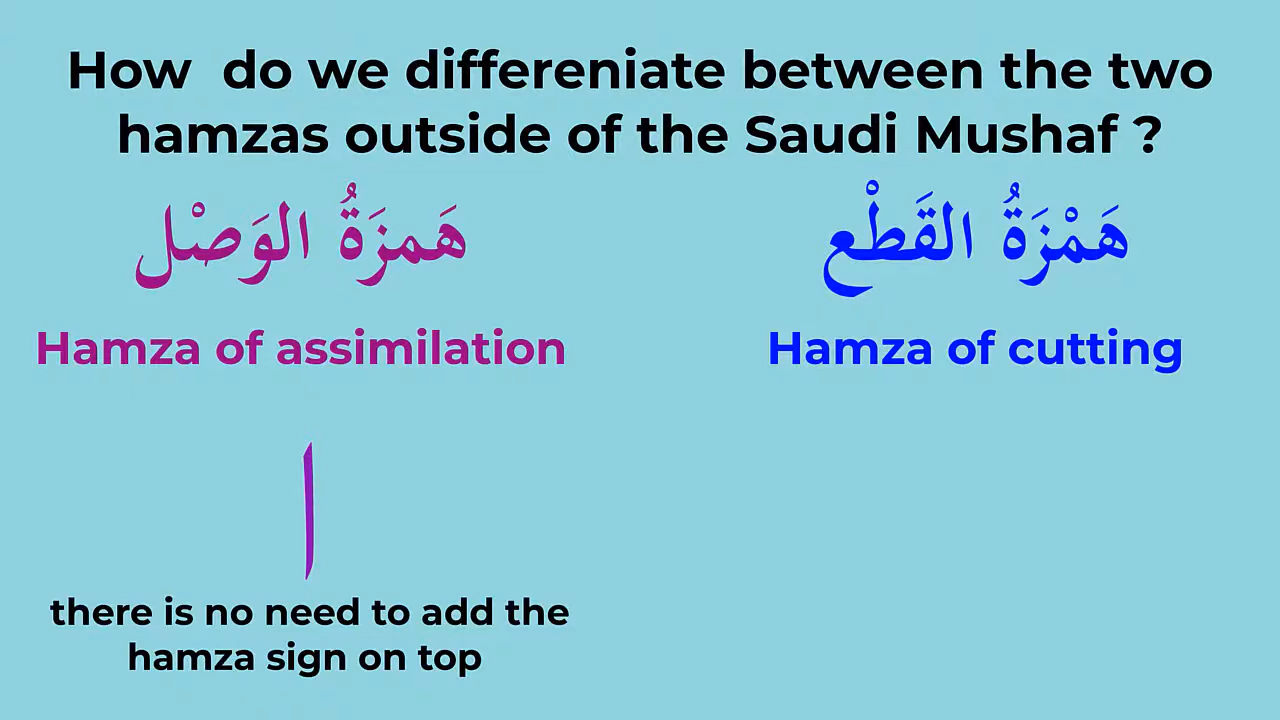 How do we differeniate between the two
hamzas outside of the Saudi Mushaf ?
هَمزَةُ الوَصْل
هَمْزَةُ القَطْع
Hamza of assimilation
Hamza of cutting
ا
there is no need to add the
hamza sign on top